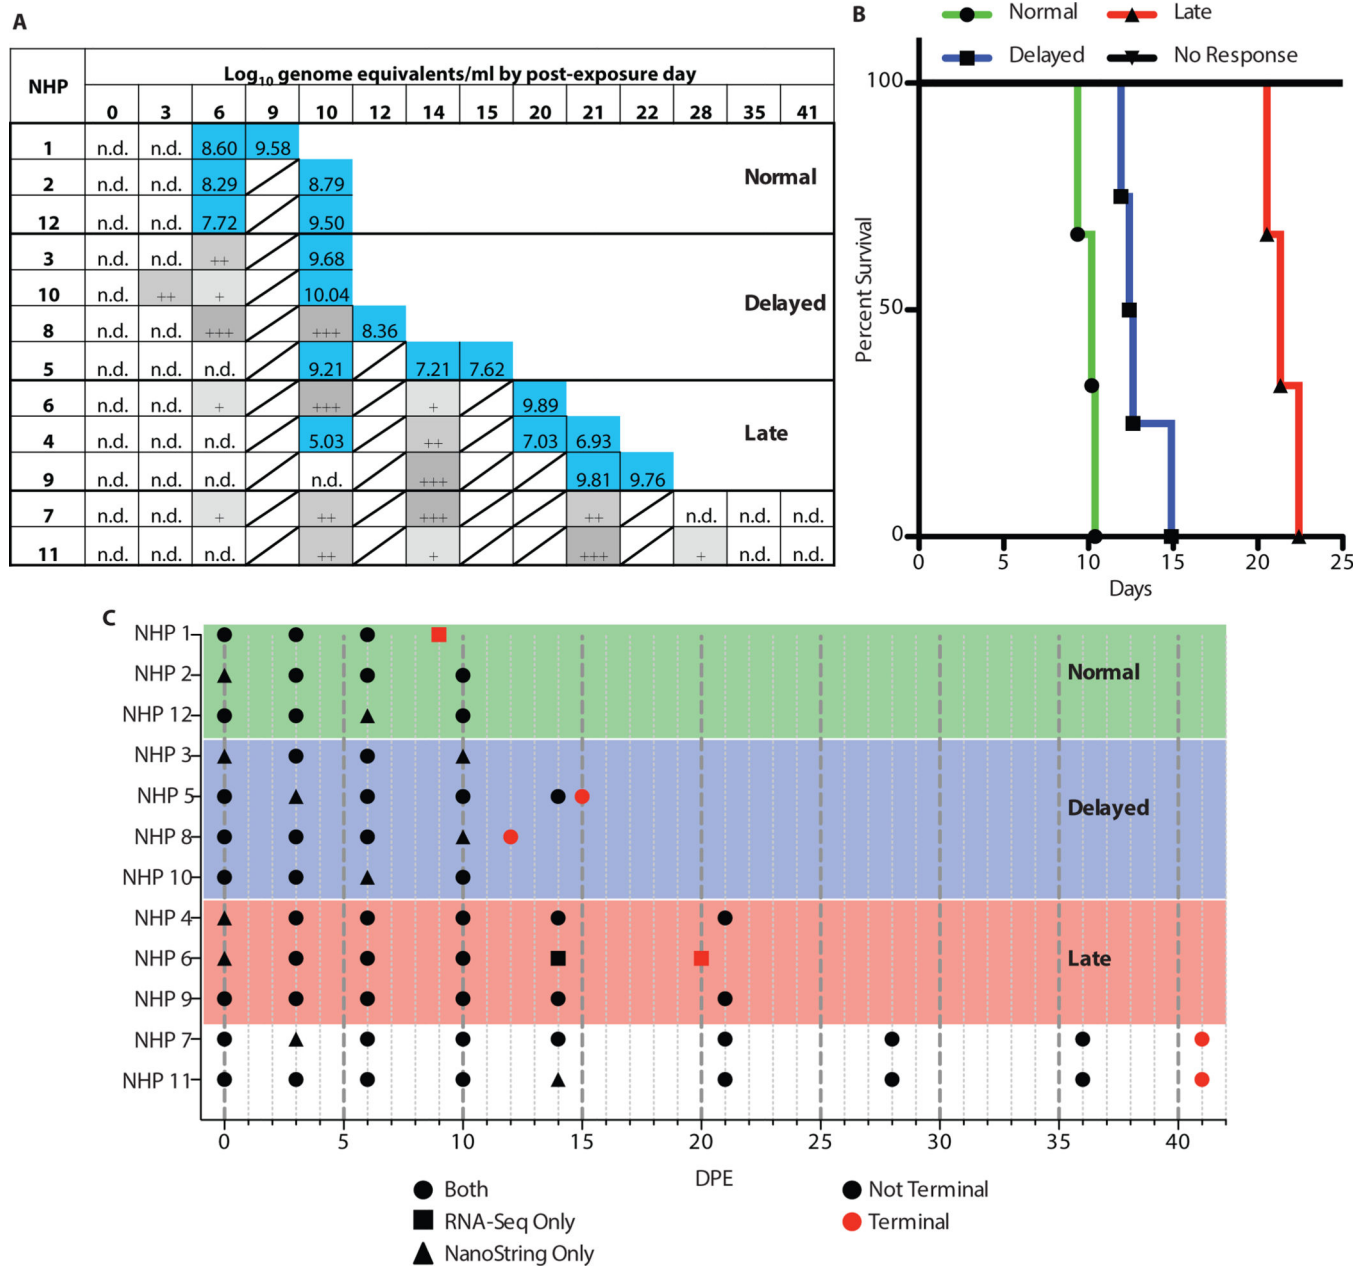 A
NHP
Log10 genome equivalents/ml by post-exposure day
0 3 6 9 10 12 14 15 20 21 22 28 35 41
1 n.d. n.d. 8.60 9.58
2 n.d. n.d. 8.29 8.79 Normal
12 n.d. n.d. 7.72 9.50
3 n.d. n.d. ++ 9.68
10 n.d. ++ + 10.04 Delayed
8 n.d. n.d. +++ +++ 8.36
5 n.d. n.d. n.d. 9.21 7.21 7.62
6 n.d. n.d. + +++ + 9.89
4 n.d. n.d. n.d. 5.03 ++ 7.03 6.93 Late
9 n.d. n.d. n.d. n.d. +++ 9.81 9.76
7 n.d. n.d. + ++ +++ ++ n.d. n.d. n.d.
11 n.d. n.d. n.d. ++ + +++ + n.d. n.d.
B
Normal Late
Delayed No Response
100
50
0
Percent Survival
0 5 10 15 20 25
Days
C
NHP 1
NHP 2 Normal
NHP 12
NHP 3
NHP 5 Delayed
NHP 8
NHP 10
NHP 4
NHP 6 Late
NHP 9
NHP 7
NHP 11
0 5 10 15 20 25 30 35 40
DPE
Both Not Terminal
RNA-Seq Only Terminal
NanoString Only